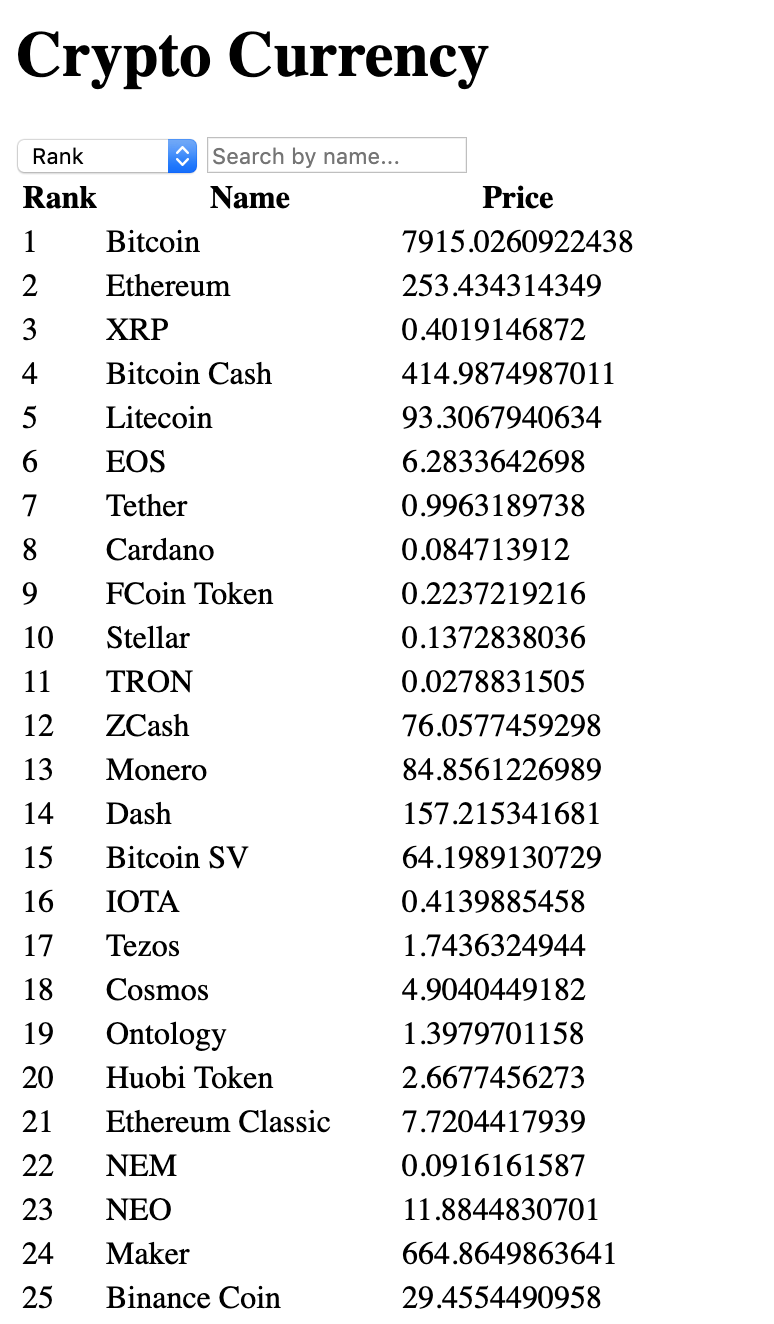 Crypto Currency
Rank Search by name...
Rank Name Price
1 Bitcoin 7915.0260922438
2 Ethereum 253.434314349
3 XRP 0.4019146872
4 Bitcoin Cash 414.9874987011
5 Litecoin 93.3067940634
6 EOS 6.2833642698
7 Tether 0.9963189738
8 Cardano 0.084713912
9 FCoin Token 0.2237219216
10 Stellar 0.1372838036
11 TRON 0.0278831505
12 ZCash 76.0577459298
13 Monero 84.8561226989
14 Dash 157.215341681
15 Bitcoin SV 64.1989130729
16 IOTA 0.4139885458
17 Tezos 1.7436324944
18 Cosmos 4.9040449182
19 Ontology 1.3979701158
20 Huobi Token 2.6677456273
21 Ethereum Classic 7.7204417939
22 NEM 0.0916161587
23 NEO 11.8844830701
24 Maker 664.8649863641
25 Binance Coin 29.4554490958